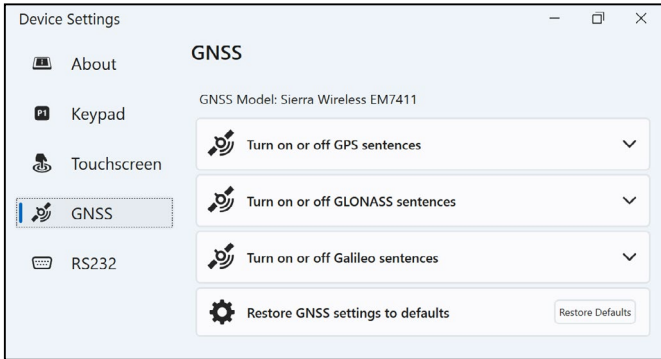 Device Settings
About
Keypad
P1
Touchscreen
GNSS
RS232
GNSS
GNSS Model: Sierra Wireless EM7411
Turn on or off GPS sentences
Turn on or off GLONASS sentences
Turn on or off Galileo sentences
Restore GNSS settings to defaults
Restore Defaults